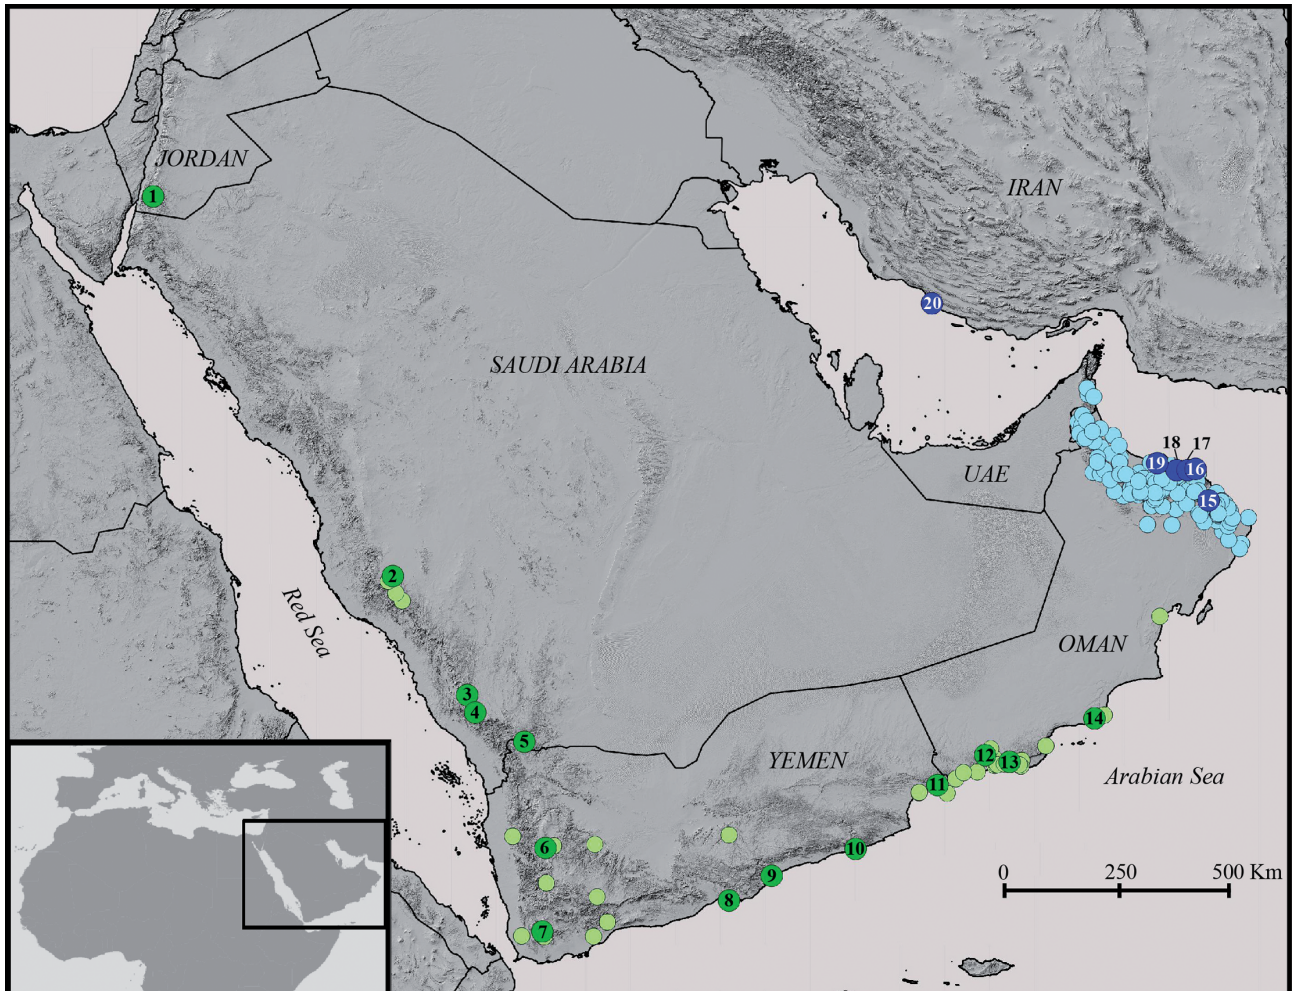 JORDAN
1
IRAN
20
SAUDI ARABIA
UAE
18 17
19
16
15
2
Red Sea
OMAN
3
4
14
5
YEMEN
12
13
Arabian Sea
11
6
10
9
0 250 500 Km
8
7